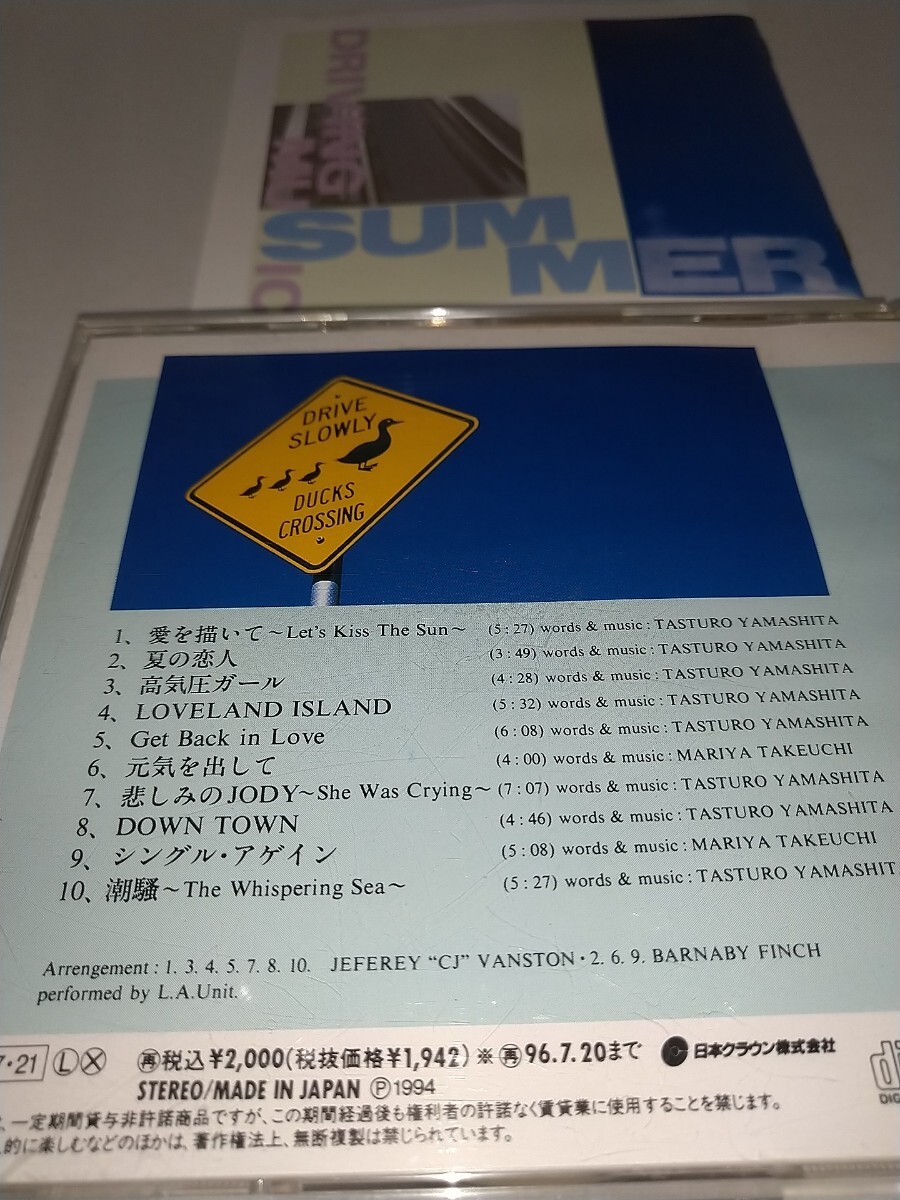 DRIVING
SUM
MER
DRIVE
SLOWLY
DUCKS
CROSSING
1、愛を描いて～Let's Kiss The Sun～ (5:27) words & music : TASTURO YAMASHITA
2、夏の恋人 (3:49) words & music : TASTURO YAMASHITA
3、高気圧ガール (4:28) words & music : TASTURO YAMASHITA
4、LOVELAND ISLAND (5:32) words & music : TASTURO YAMASHITA
5、Get Back in Love (6:08) words & music : TASTURO YAMASHITA
6、元気を出して (4:00) words & music : MARIYA TAKEUCHI
7、悲しみのJODY～She Was Crying～ (7:07) words & music : TASTURO YAMASHITA
8、DOWN TOWN (4:46) words & music : TASTURO YAMASHITA
9、シングル・アゲイン (5:08) words & music : MARIYA TAKEUCHI
10、潮騒～The Whispering Sea～ (5:27) words & music : TASTURO YAMASHIT
Arrengement : 1. 3. 4. 5. 7. 8. 10. JEFEREY “CJ” VANSTON・2. 6. 9. BARNABY FINCH
performed by L.A.Unit.
7・21 Ⓛ Ⓧ ㊢税込¥2,000(税抜価格¥1,942)※㊢96.7.20まで 日本クラウン株式会社
STEREO/MADE IN JAPAN Ⓟ1994
、一定期間貸与非許諾商品ですが、この期間経過後も権利者の許諾なく賃貸業に使用することを禁じます。
人的に楽しむなどのほかは、著作権法上、無断複製は禁じられています。